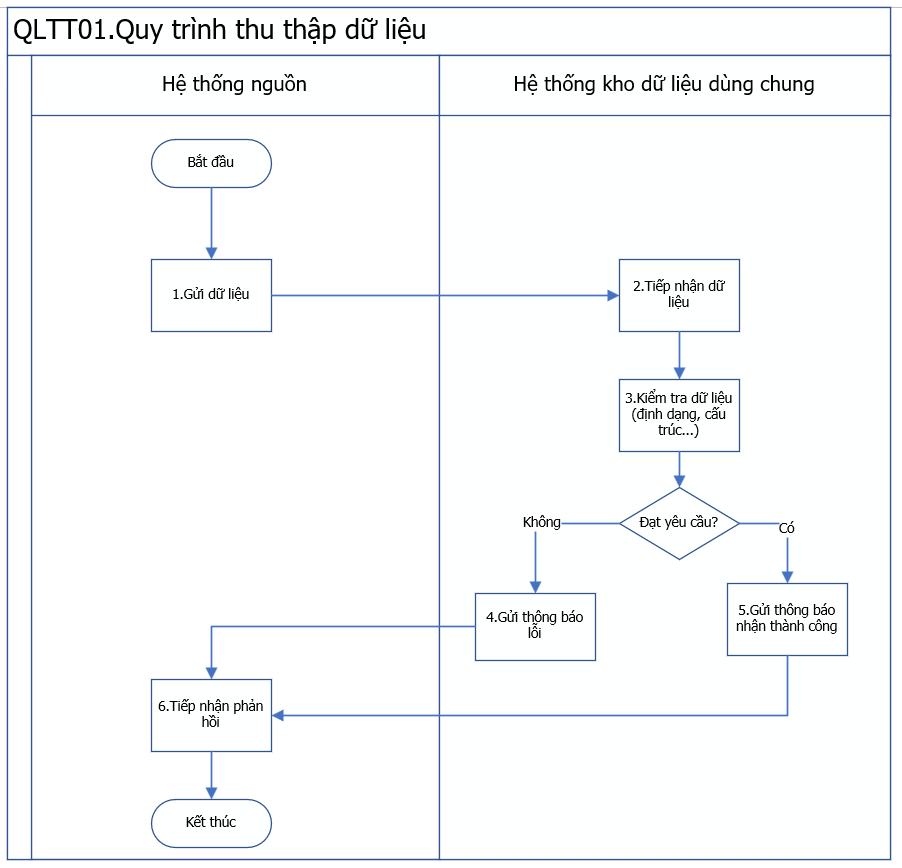 QLTT01.Quy trình thu thập dữ liệu
Hệ thống nguồn
Hệ thống kho dữ liệu dùng chung
Bắt đầu
1.Gửi dữ liệu
2.Tiếp nhận dữ
liệu
3.Kiểm tra dữ liệu
(định dạng, cấu
trúc...)
Đạt yêu cầu?
Không
Có
4.Gửi thông báo
lỗi
5.Gửi thông báo
nhận thành công
6.Tiếp nhận phản
hồi
Kết thúc